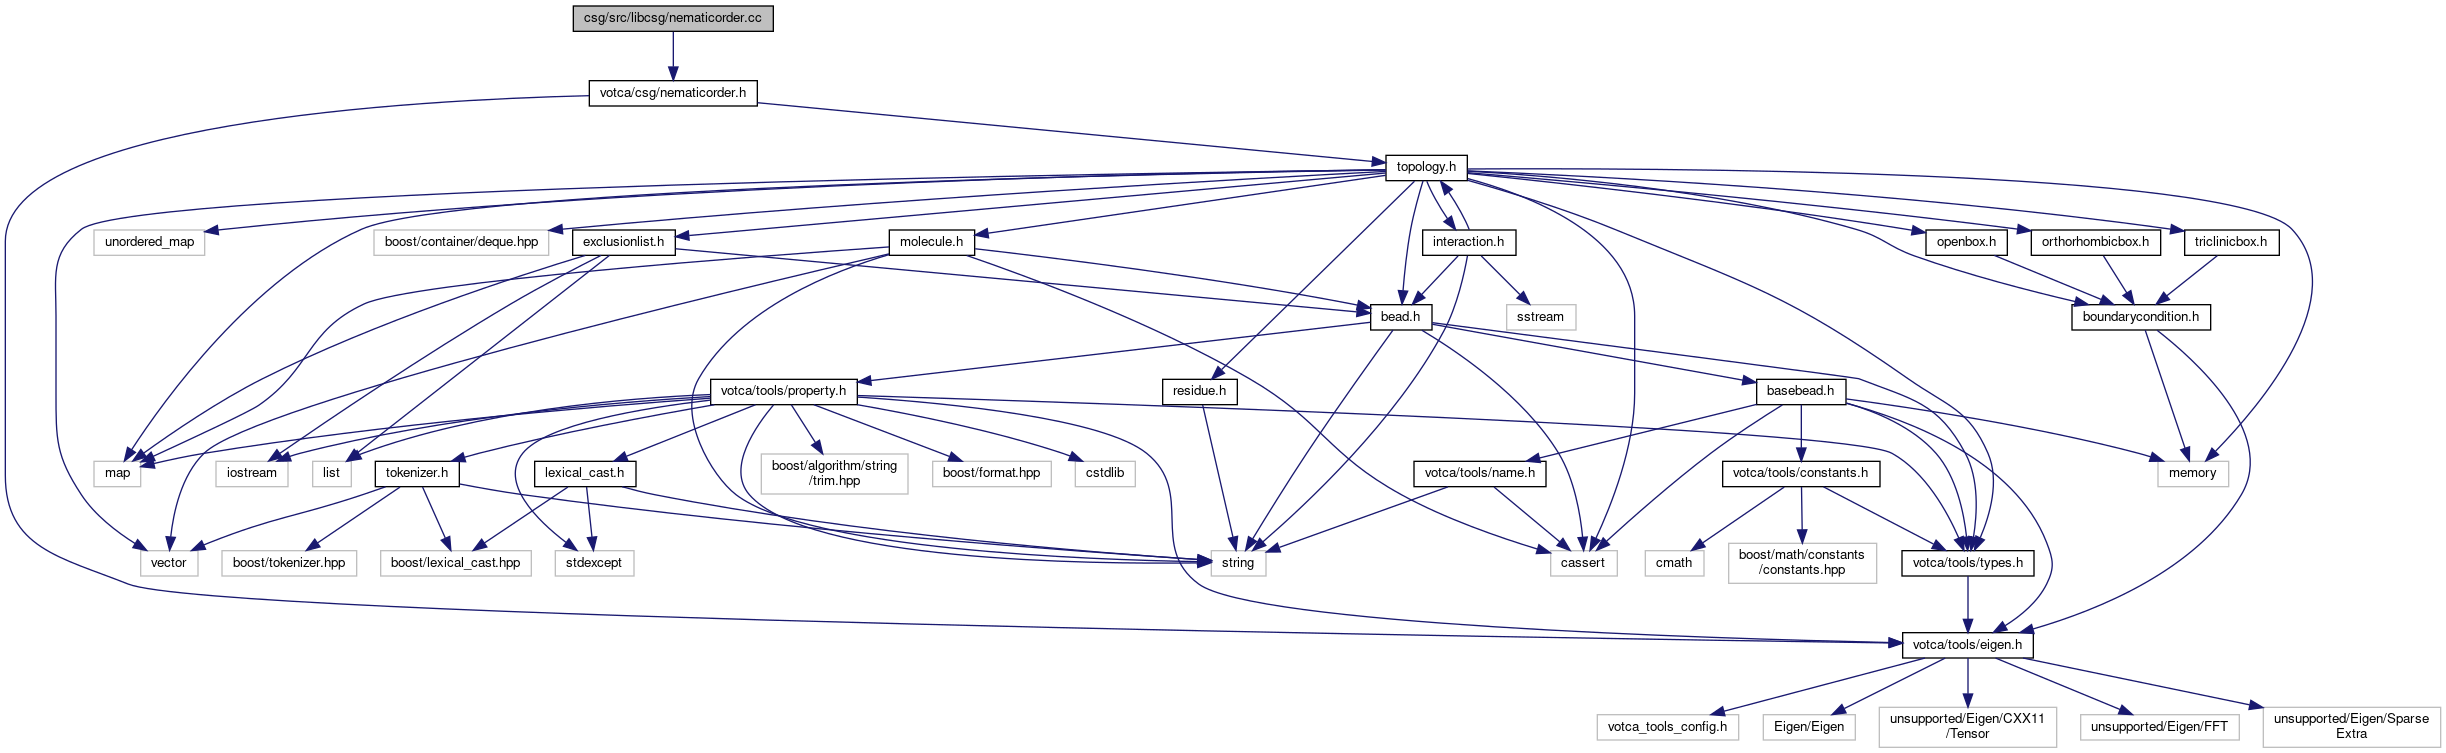 csg/src/libcsg/nematicorder.cc
votca/csg/nematicorder.h
topology.h
unordered_map
boost/container/deque.hpp
exclusionlist.h
molecule.h
interaction.h
openbox.h
orthorhombicbox.h
triclinicbox.h
bead.h
sstream
boundarycondition.h
votca/tools/property.h
residue.h
basebead.h
map
iostream
list
tokenizer.h
lexical_cast.h
boost/algorithm/string
/trim.hpp
boost/format.hpp
cstdlib
votca/tools/name.h
votca/tools/constants.h
memory
vector
boost/tokenizer.hpp
boost/lexical_cast.hpp
stdexcept
string
cassert
cmath
boost/math/constants
/constants.hpp
votca/tools/types.h
votca/tools/eigen.h
votca_tools_config.h
Eigen/Eigen
unsupported/Eigen/CXX11
/Tensor
unsupported/Eigen/FFT
unsupported/Eigen/Sparse
Extra